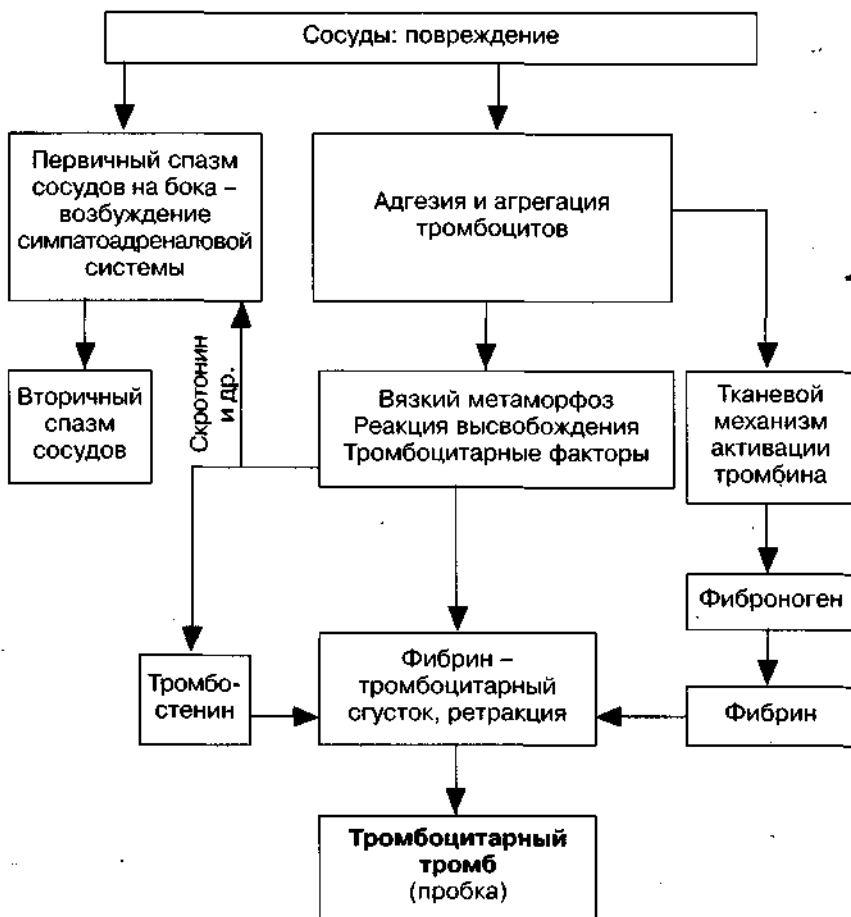 Сосуды: повреждение
Первичный спазм
сосудов на бока –
возбуждение
симпатоадреналовой
системы
Адгезия и агрегация
тромбоцитов
Вторичный
спазм
сосудов
Скротонин
и др.
Вязкий метаморфоз
Реакция высвобождения
Тромбоцитарные факторы
Тканевой
механизм
активации
тромбина
Фиброноген
Тромбо-
стенин
Фибрин –
тромбоцитарный
сгусток, ретракция
Фибрин
Тромбоцитарный
тромб
(пробка)